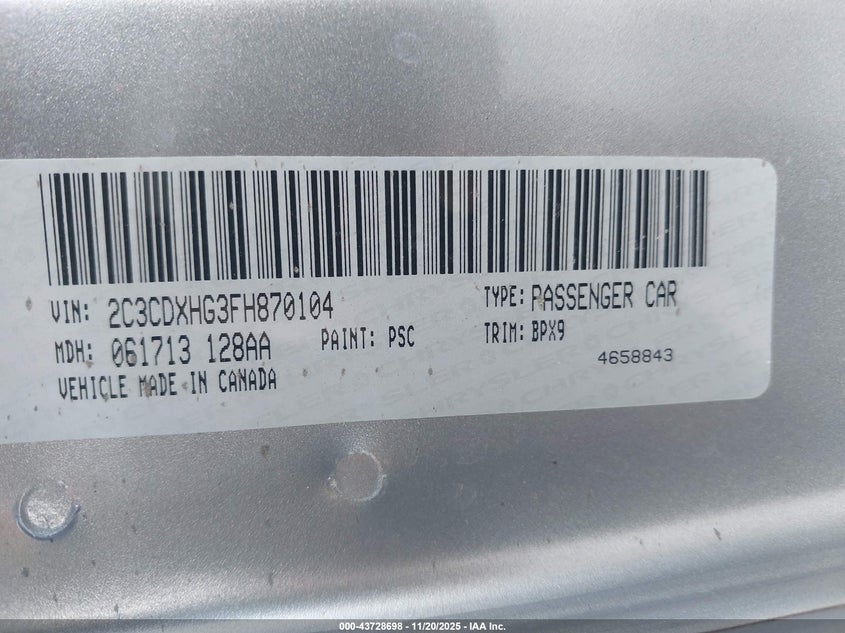 VIN: 2C3CDXHG3FH870104 TYPE: PASSENGER CAR
MDH: 061713 128AA PAINT: PSC TRIM: BPX9
VEHICLE MADE IN CANADA 4658843
000-43728698 - 11/20/2025 - IAA Inc.